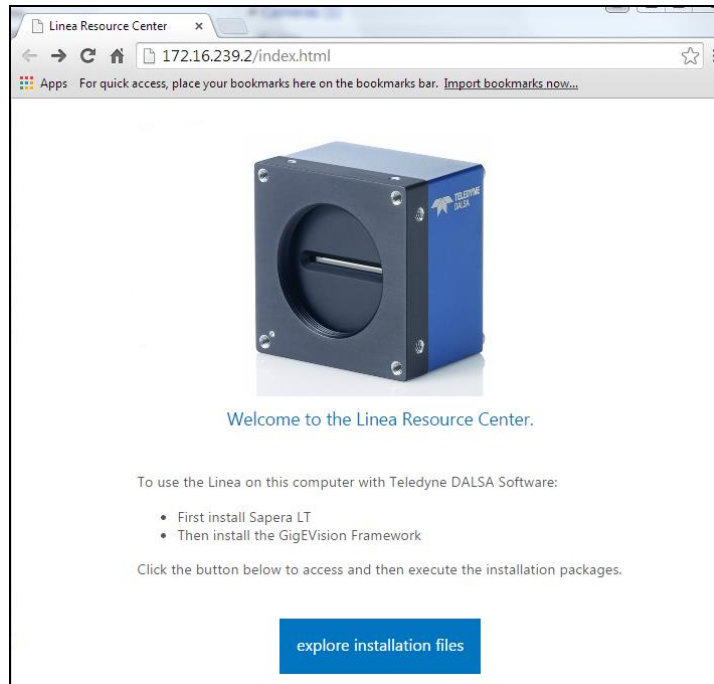 Linea Resource Center
172.16.239.2/index.html
Apps For quick access, place your bookmarks here on the bookmarks bar. Import bookmarks now...
TELEDYNE
DALSA
Welcome to the Linea Resource Center.
To use the Linea on this computer with Teledyne DALSA Software:
• First install Sapera LT
• Then install the GigEVision Framework
Click the button below to access and then execute the installation packages.
explore installation files